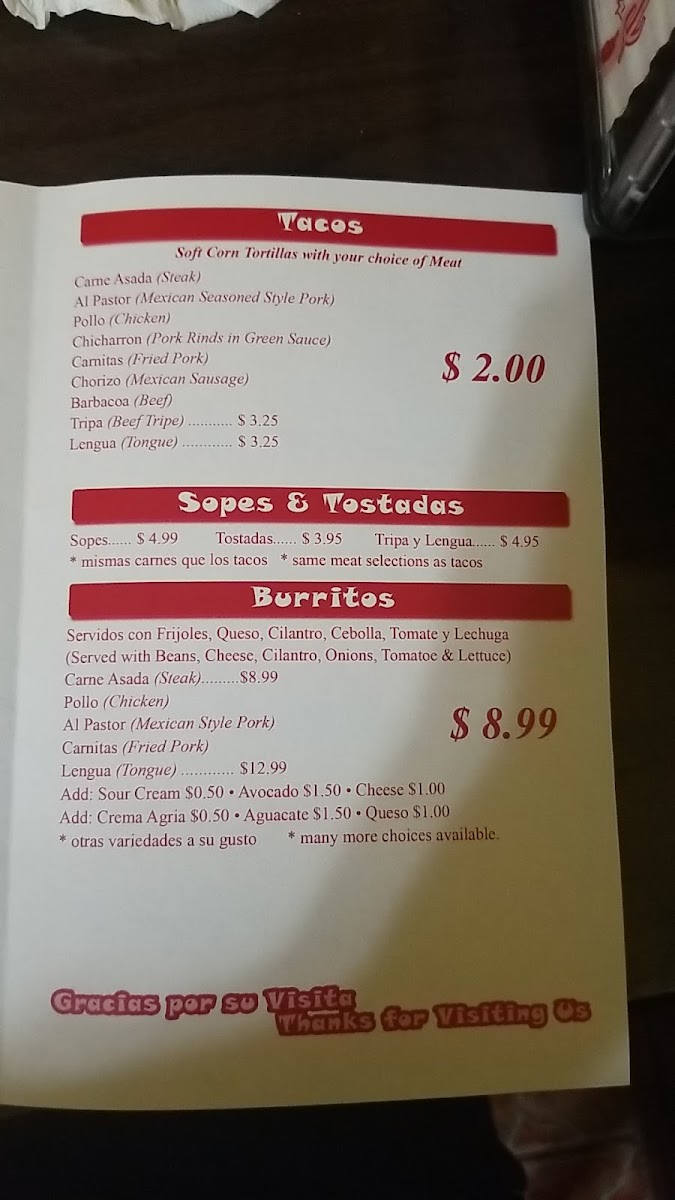 Tacos
Soft Corn Tortillas with your choice of Meat
Carne Asada (Steak)
Al Pastor (Mexican Seasoned Style Pork)
Pollo (Chicken)
Chicharron (Pork Rinds in Green Sauce)
Carnitas (Fried Pork)
$ 2.00
Chorizo (Mexican Sausage)
Barbacoa (Beef)
Tripa (Beef Tripe) ........... $ 3.25
Lengua (Tongue) ............ $ 3.25
Sopes & Tostadas
Sopes...... $ 4.99 Tostadas...... $ 3.95 Tripa y Lengua...... $ 4.95
* mismas carnes que los tacos * same meat selections as tacos
Burritos
Servidos con Frijoles, Queso, Cilantro, Cebolla, Tomate y Lechuga
(Served with Beans, Cheese, Cilantro, Onions, Tomatoe & Lettuce)
Carne Asada (Steak).........$8.99
Pollo (Chicken)
Al Pastor (Mexican Style Pork)
$ 8.99
Carnitas (Fried Pork)
Lengua (Tongue) ............ $12.99
Add: Sour Cream $0.50 • Avocado $1.50 • Cheese $1.00
Add: Crema Agria $0.50 • Aguacate $1.50 • Queso $1.00
* otras variedades a su gusto * many more choices available.
Gracias por su Visita
Thanks for Visiting Us